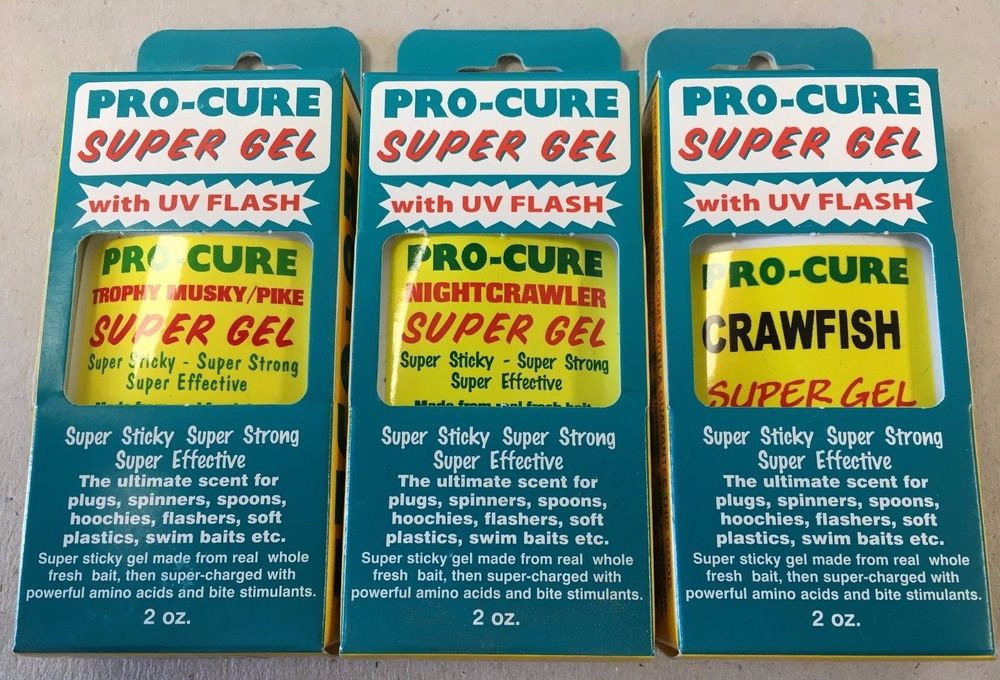 PRO-CURE
SUPER GEL
with UV FLASH
PRO-CURE
TROPHY MUSKY/PIKE
SUPER GEL
Super Sticky - Super Strong
Super Effective
Super Sticky Super Strong
Super Effective
The ultimate scent for
plugs, spinners, spoons,
hoochies, flashers, soft
plastics, swim baits etc.
Super sticky gel made from real whole
fresh bait, then super-charged with
powerful amino acids and bite stimulants.
2 oz.
PRO-CURE
SUPER GEL
with UV FLASH
PRO-CURE
NIGHTCRAWLER
SUPER GEL
Super Sticky - Super Strong
Super Effective
Made from real fresh bait
Super Sticky Super Strong
Super Effective
The ultimate scent for
plugs, spinners, spoons,
hoochies, flashers, soft
plastics, swim baits etc.
Super sticky gel made from real whole
fresh bait, then super-charged with
powerful amino acids and bite stimulants.
2 oz.
PRO-CURE
SUPER GEL
with UV FLASH
PRO-CURE
CRAWFISH
SUPER GEL
Super Sticky Super Strong
Super Effective
The ultimate scent for
plugs, spinners, spoons,
hoochies, flashers, soft
plastics, swim baits etc.
Super sticky gel made from real whole
fresh bait, then super-charged with
powerful amino acids and bite stimulants.
2 oz.